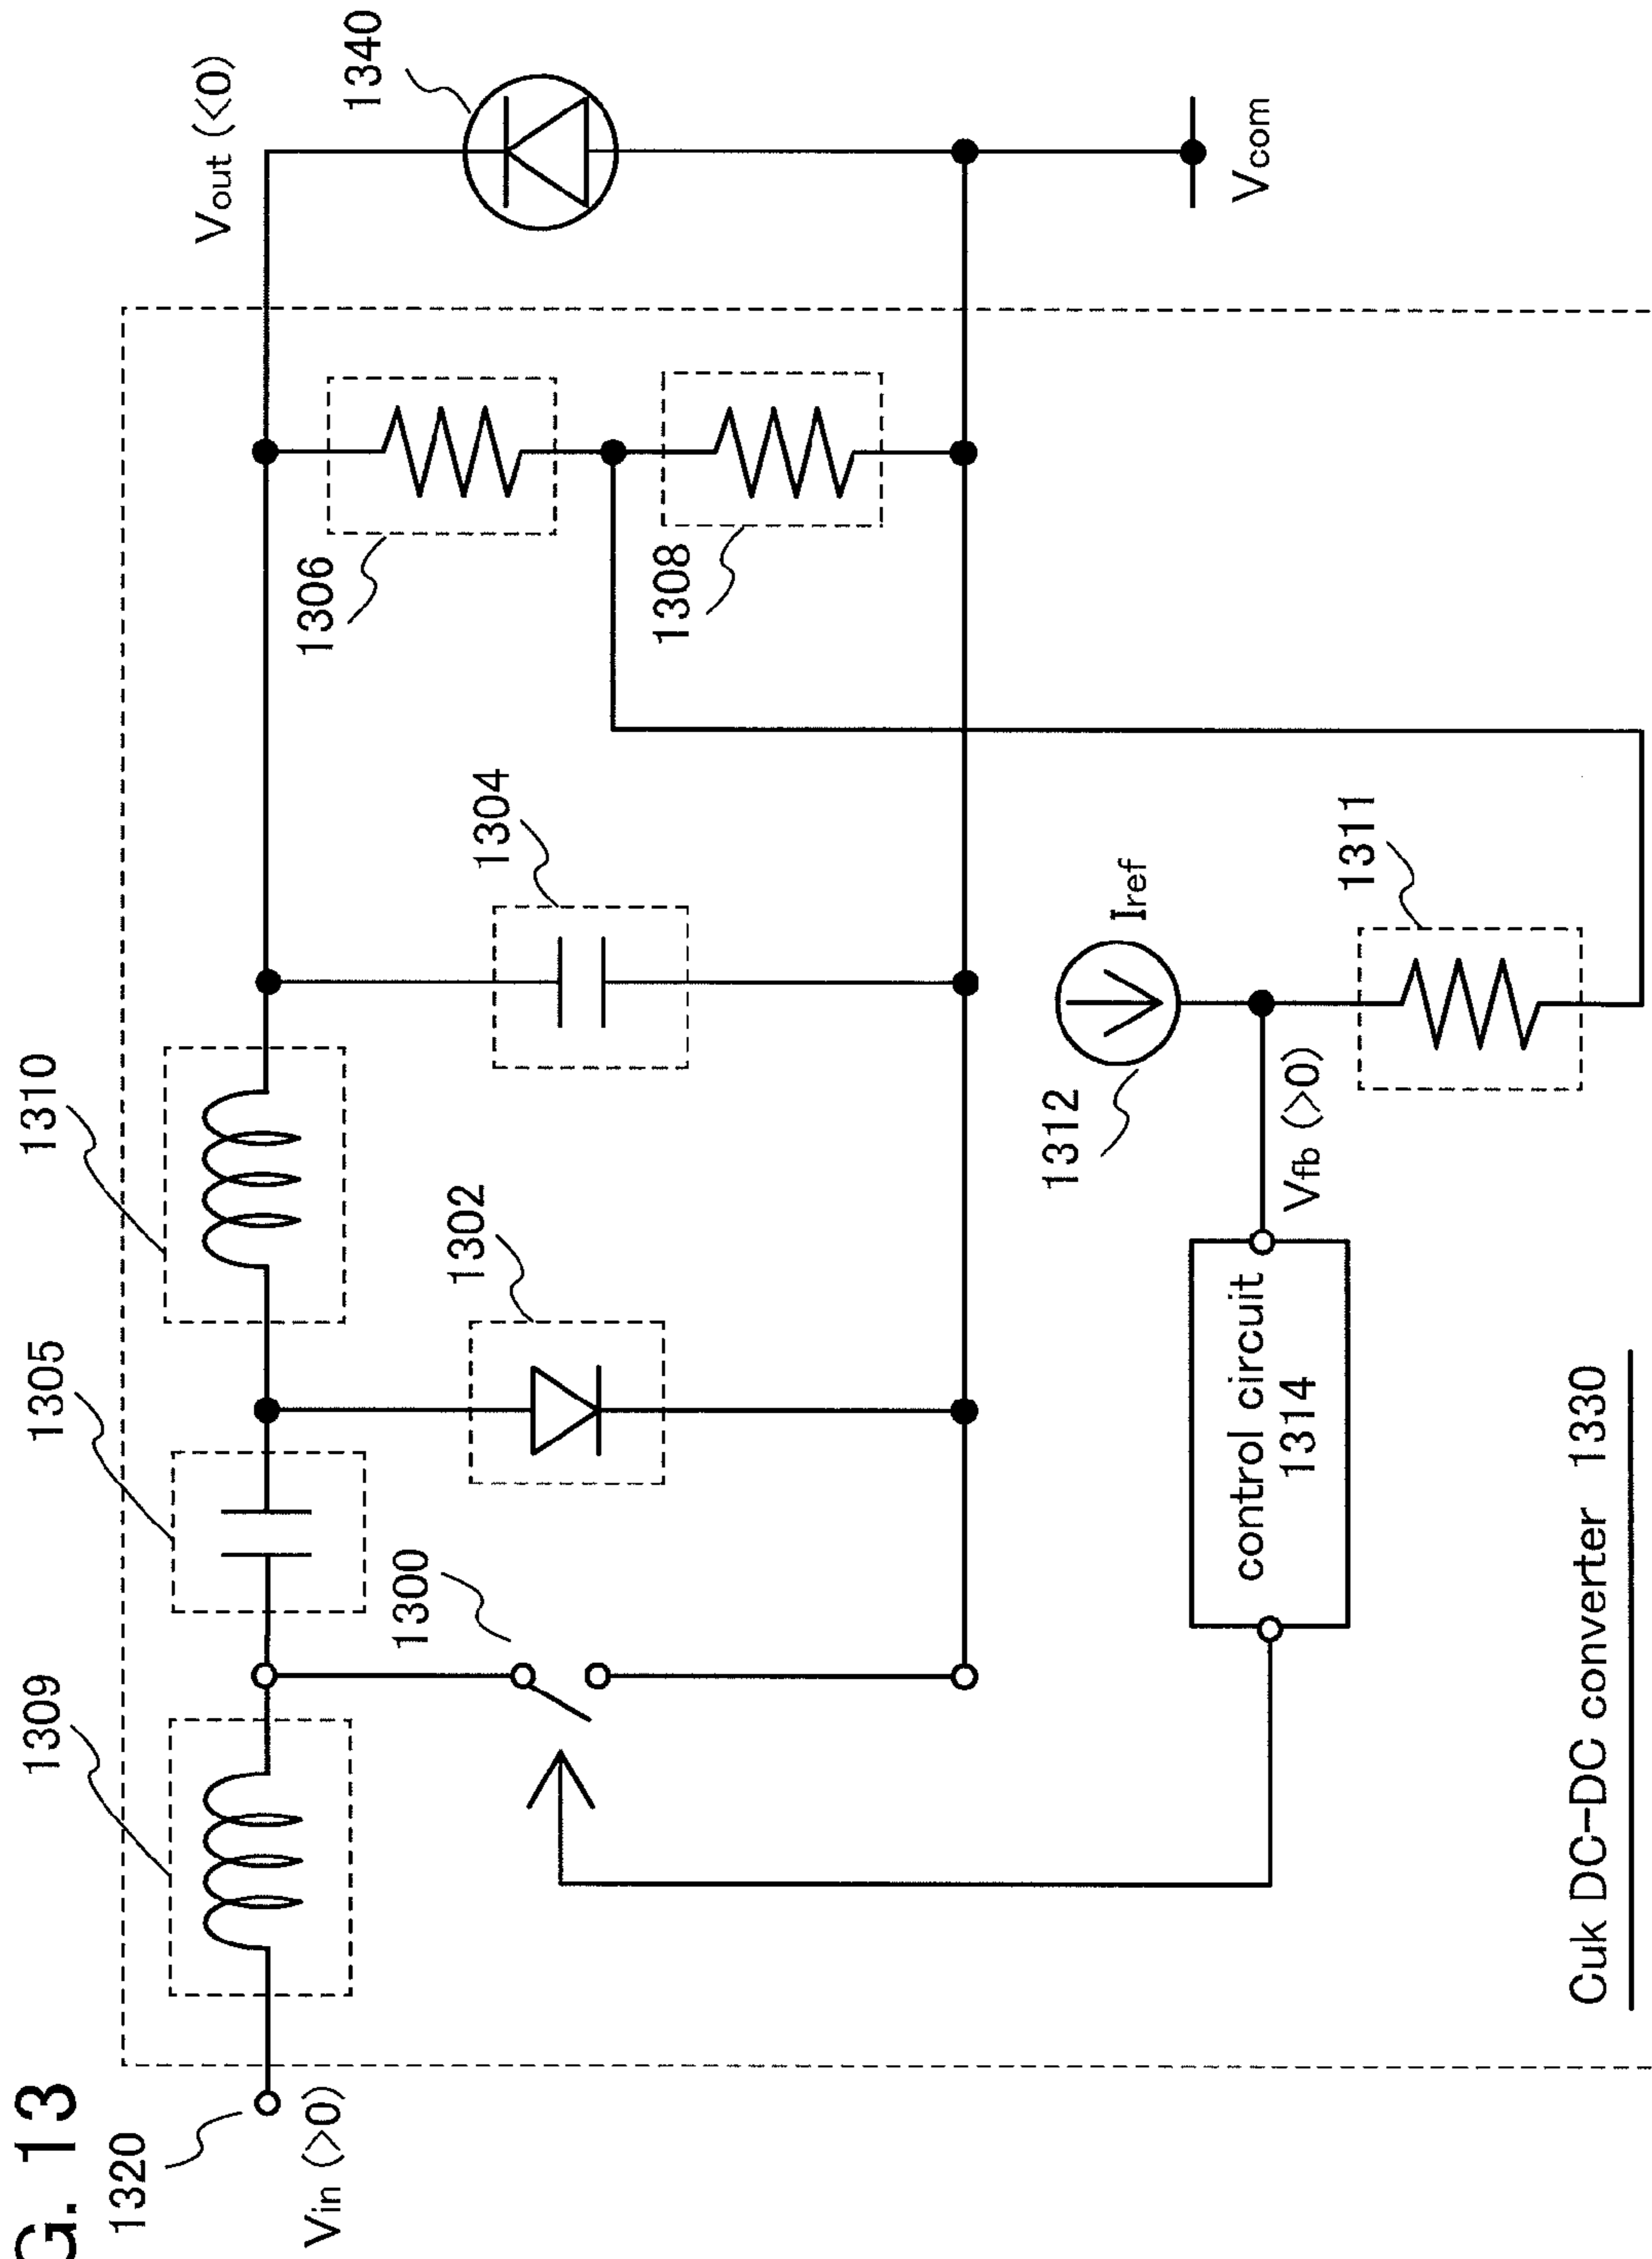 G. 13
1320
Vin (>0)
1309
1305
1310
1300
1302
1304
1306
1308
Vout (<0)
1340
Vcom
1312
Iref
Vfb (>0)
1311
control circuit
1314
Cuk DC-DC converter 1330